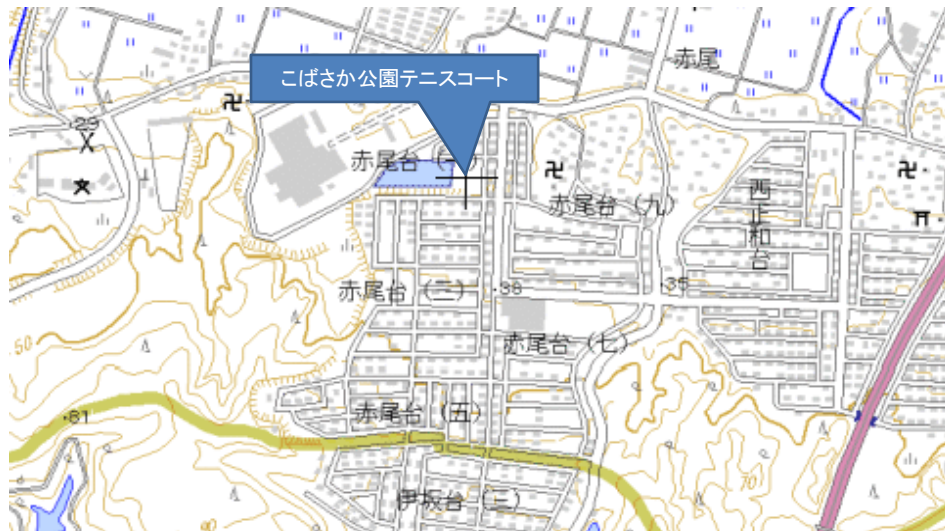 赤尾
こばさか公園テニスコート
29
赤尾台（一）
赤尾台（九）
西正和台
赤尾台（三）
・38
・35
赤尾台（七）
50
赤尾台（五）
・81
70
伊坂台（三）